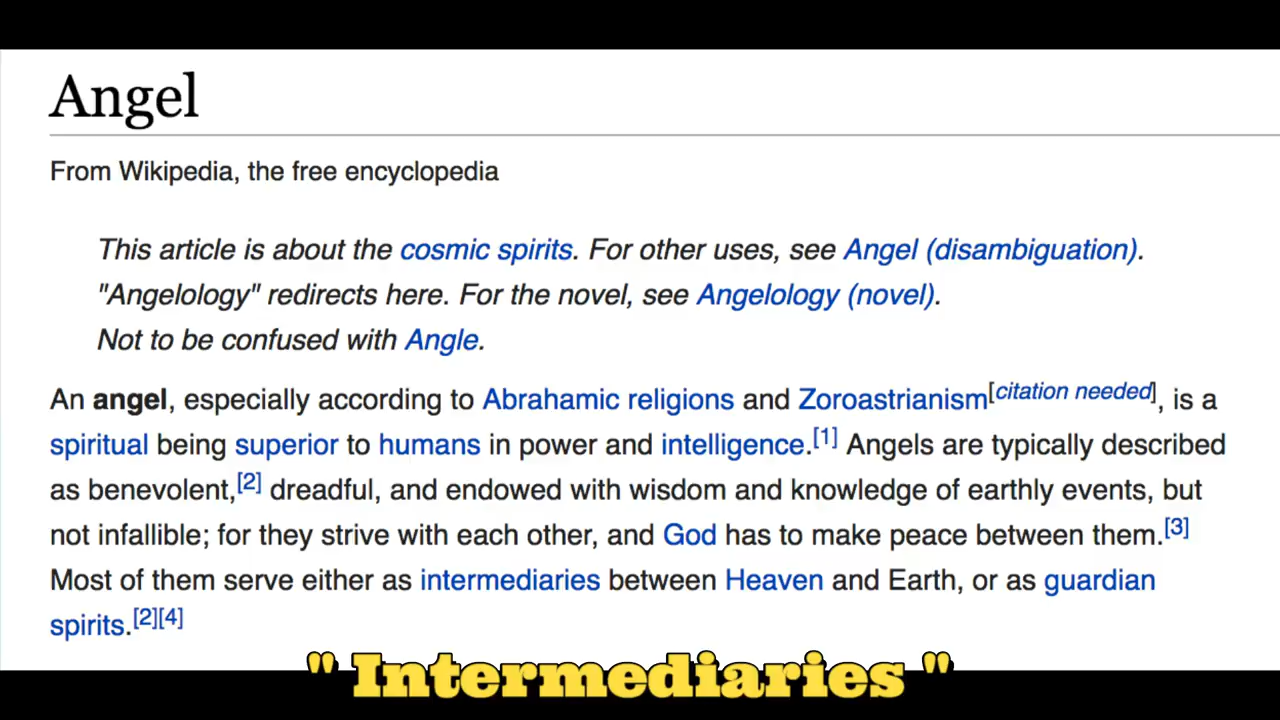 Angel
From Wikipedia, the free encyclopedia
This article is about the cosmic spirits. For other uses, see Angel (disambiguation).
"Angelology" redirects here. For the novel, see Angelology (novel).
Not to be confused with Angle.
An angel, especially according to Abrahamic religions and Zoroastrianism[citation needed], is a
spiritual being superior to humans in power and intelligence.[1] Angels are typically described
as benevolent,[2] dreadful, and endowed with wisdom and knowledge of earthly events, but
not infallible; for they strive with each other, and God has to make peace between them.[3]
Most of them serve either as intermediaries between Heaven and Earth, or as guardian
spirits.[2][4]
" Intermediaries "